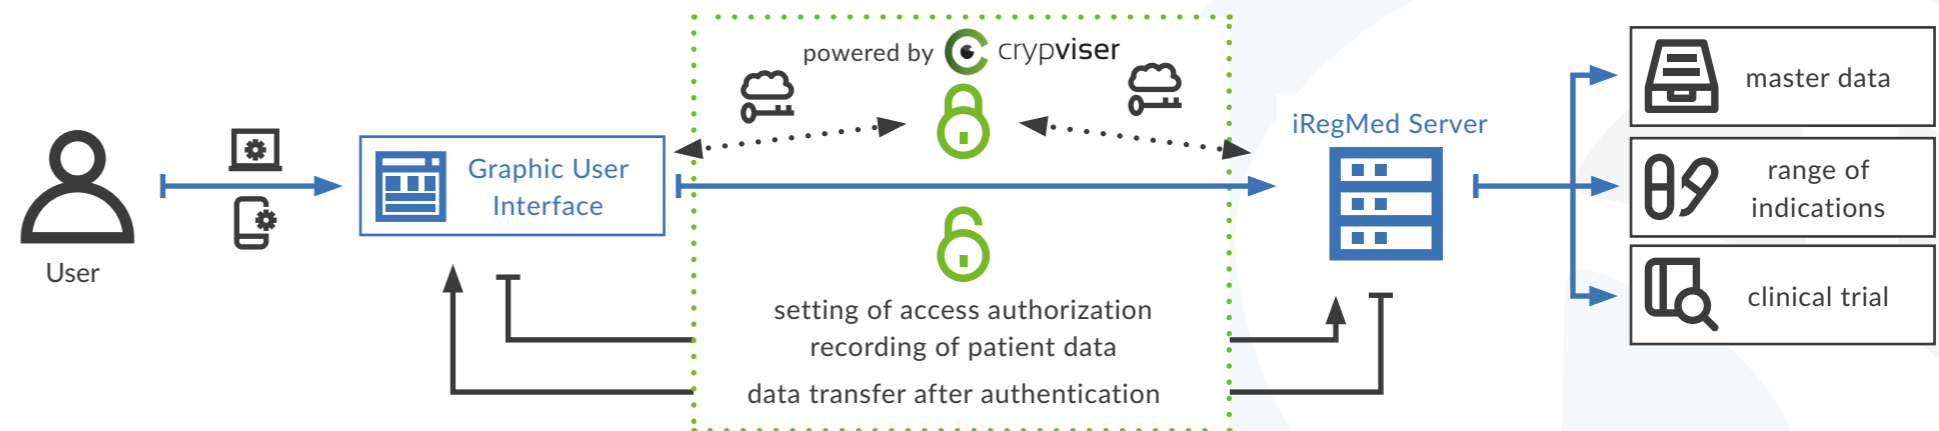 powered by crypviser
User
Graphic User
Interface
iRegMed Server
setting of access authorization
recording of patient data
data transfer after authentication
master data
range of
indications
clinical trial